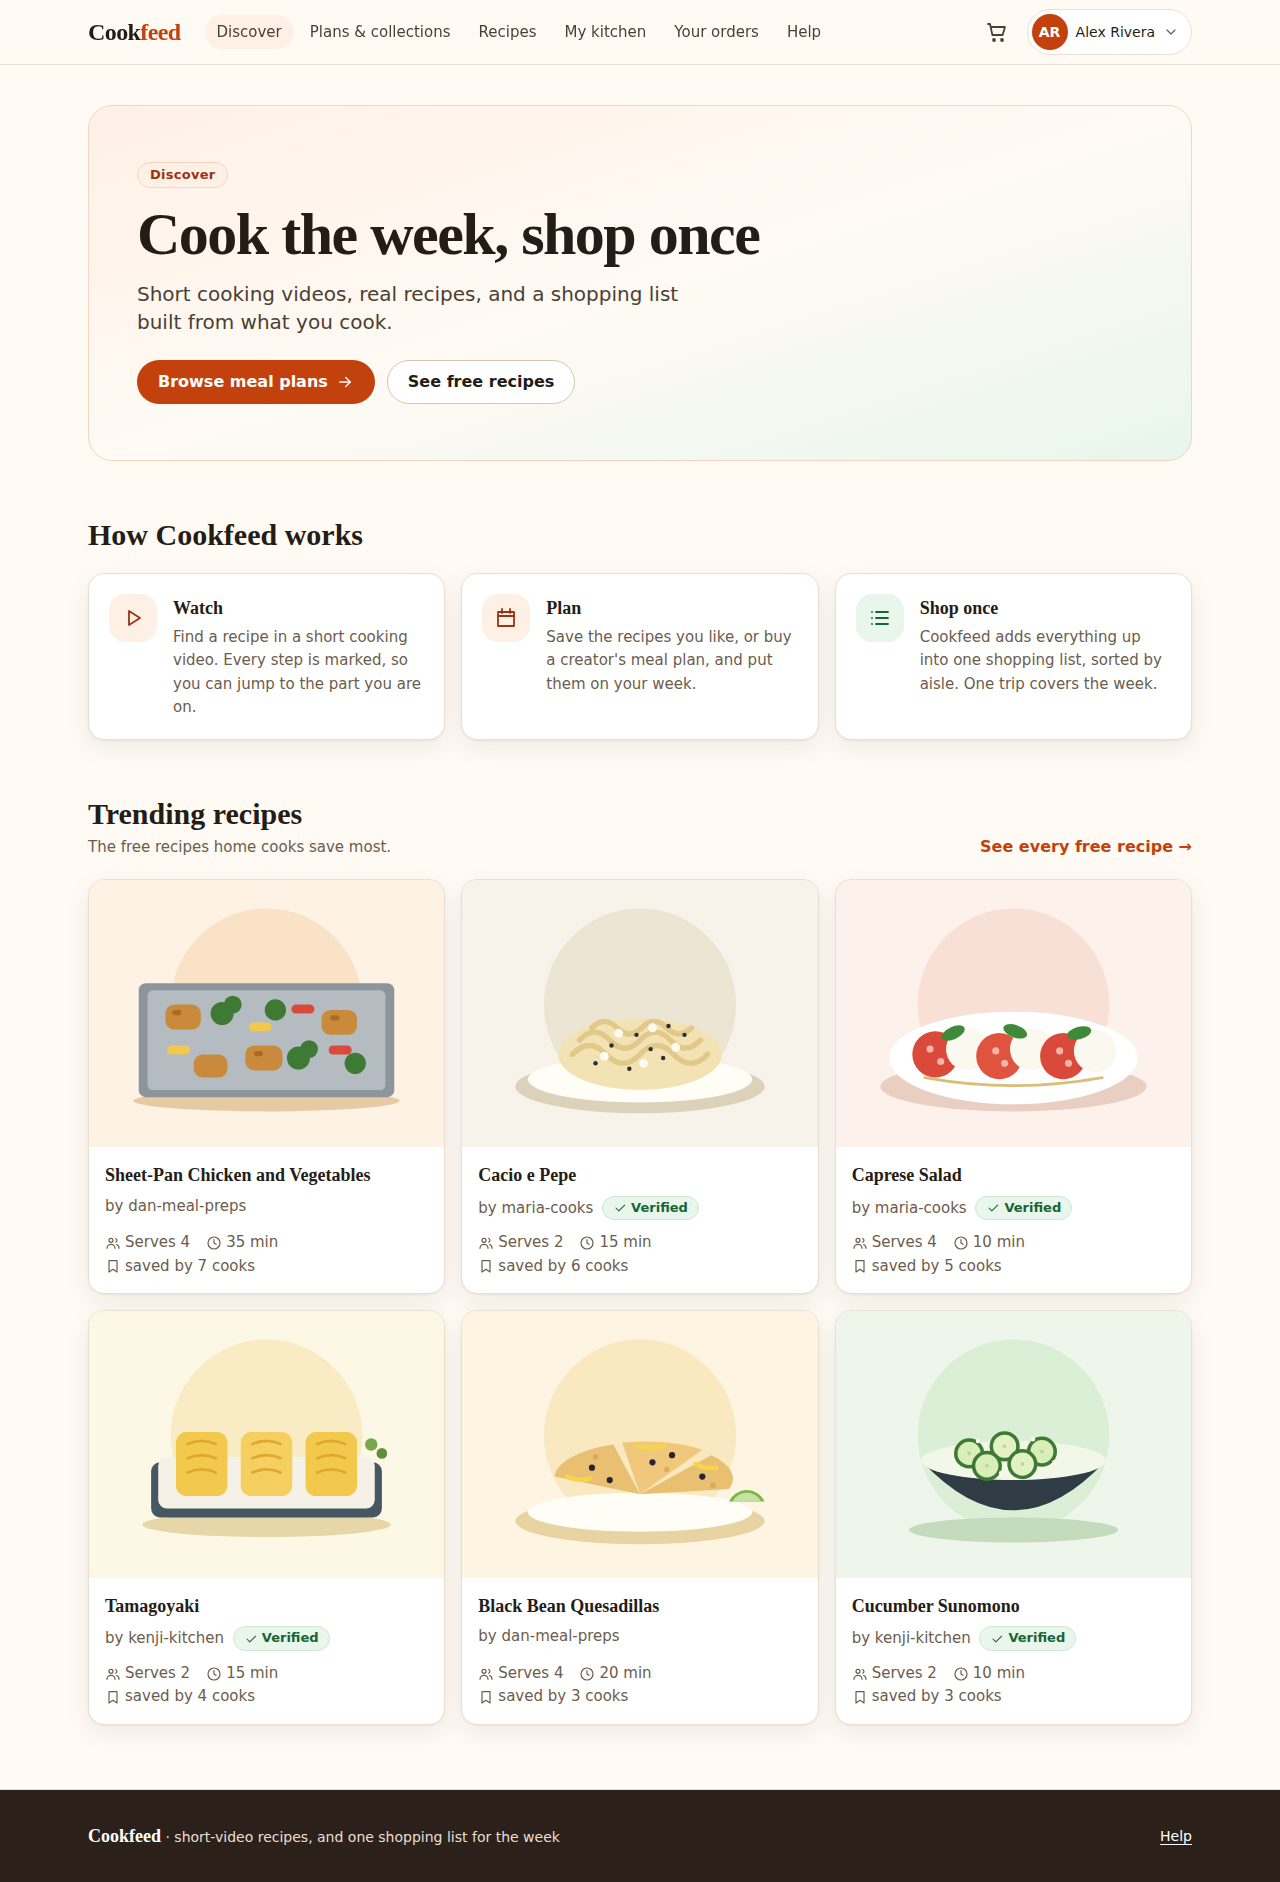 Cookfeed Discover Plans & collections Recipes My kitchen Your orders Help AR Alex Rivera
Discover
Cook the week, shop once
Short cooking videos, real recipes, and a shopping list
built from what you cook.
Browse meal plans → See free recipes
How Cookfeed works
Watch
Find a recipe in a short cooking
video. Every step is marked, so
you can jump to the part you are
on.
Plan
Save the recipes you like, or buy
a creator's meal plan, and put
them on your week.
Shop once
Cookfeed adds everything up
into one shopping list, sorted by
aisle. One trip covers the week.
Trending recipes
The free recipes home cooks save most.
See every free recipe →
Sheet-Pan Chicken and Vegetables
by dan-meal-preps
Serves 4 35 min
saved by 7 cooks
Cacio e Pepe
by maria-cooks Verified
Serves 2 15 min
saved by 6 cooks
Caprese Salad
by maria-cooks Verified
Serves 4 10 min
saved by 5 cooks
Tamagoyaki
by kenji-kitchen Verified
Serves 2 15 min
saved by 4 cooks
Black Bean Quesadillas
by dan-meal-preps
Serves 4 20 min
saved by 3 cooks
Cucumber Sunomono
by kenji-kitchen Verified
Serves 2 10 min
saved by 3 cooks
Cookfeed · short-video recipes, and one shopping list for the week
Help